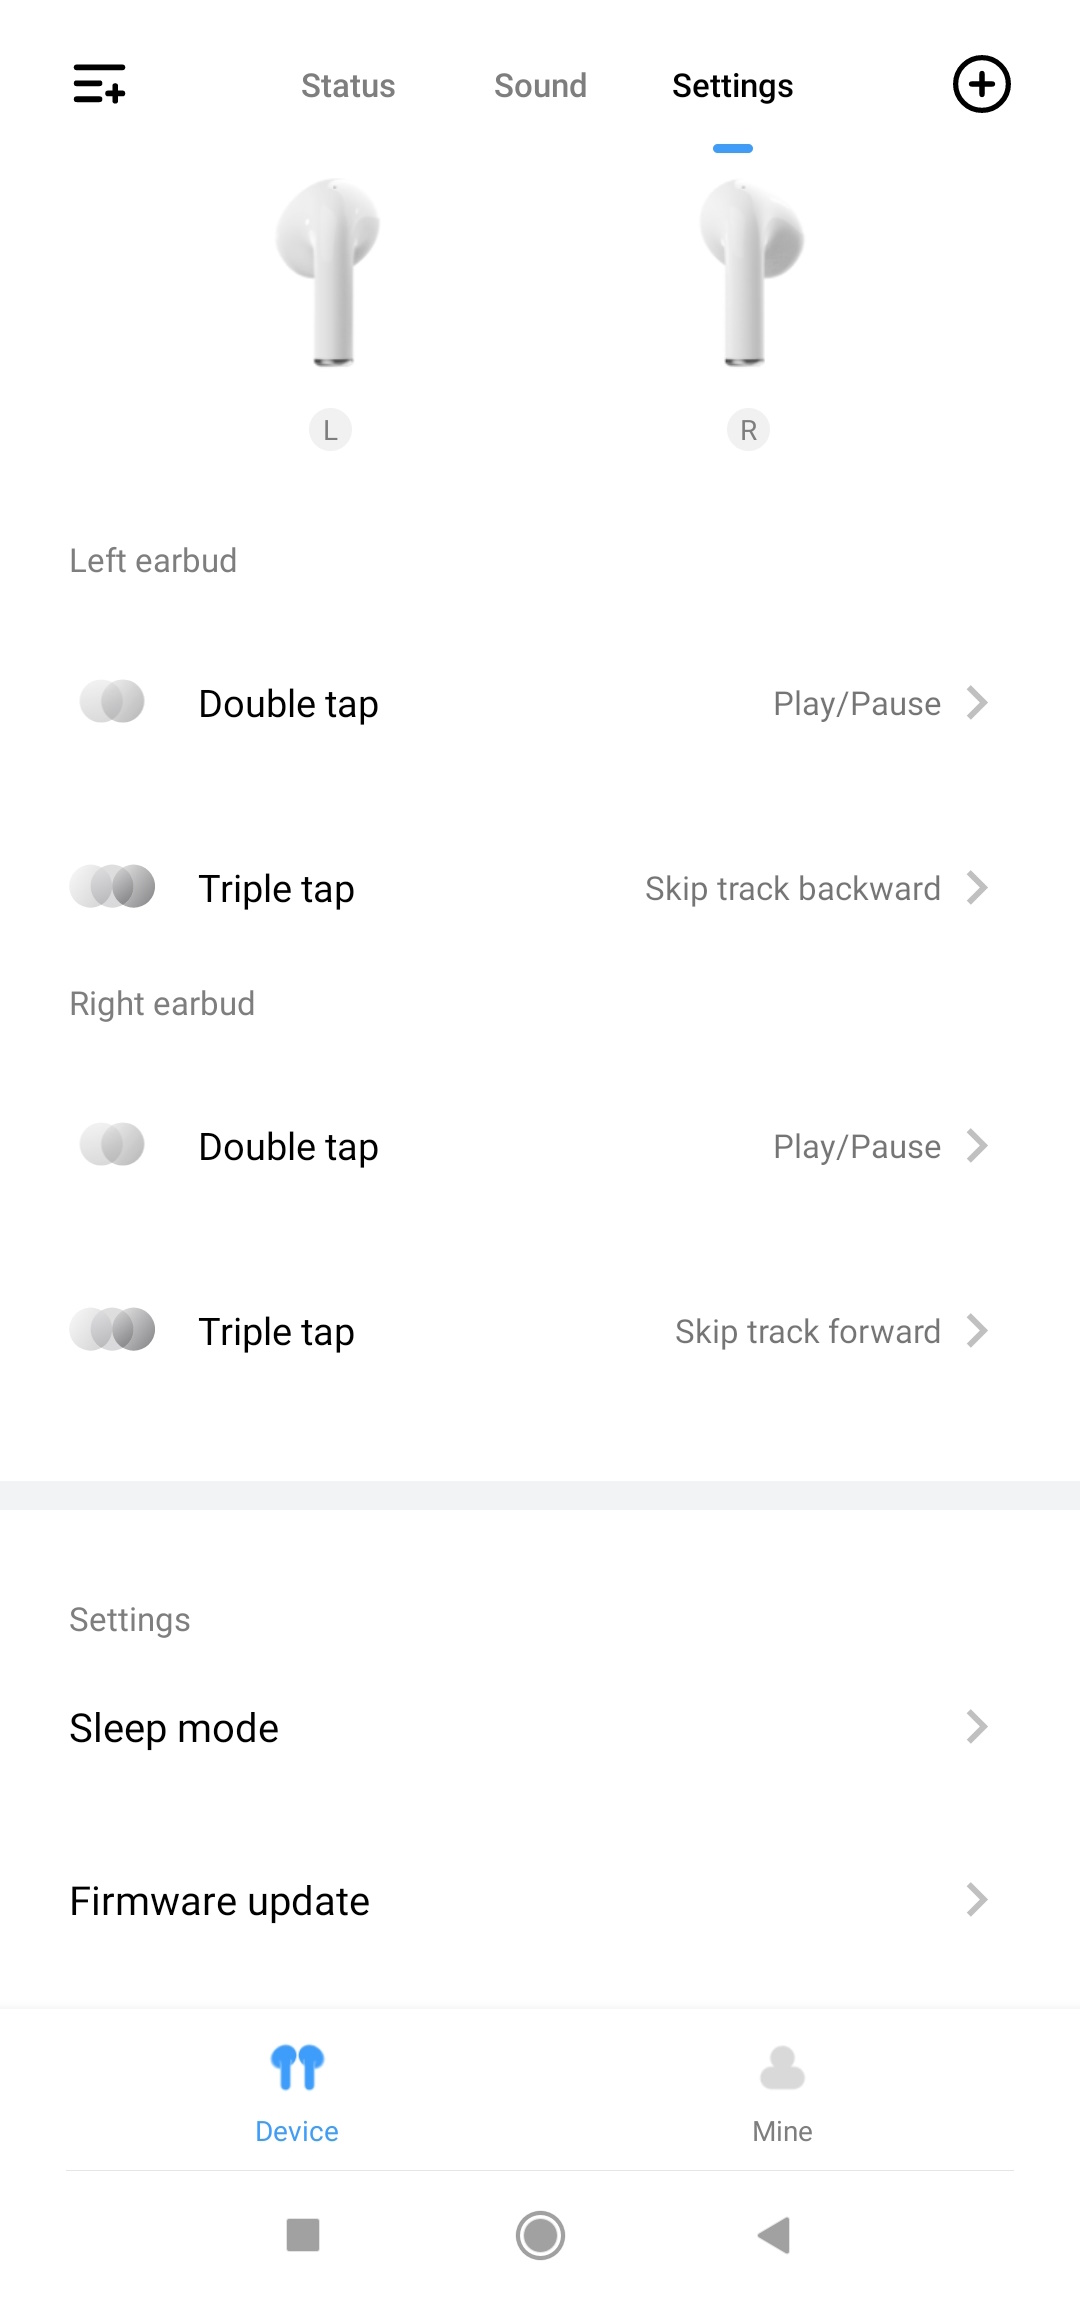 Status Sound Settings
L R
Left earbud
Double tap Play/Pause
Triple tap Skip track backward
Right earbud
Double tap Play/Pause
Triple tap Skip track forward
Settings
Sleep mode
Firmware update
Device Mine